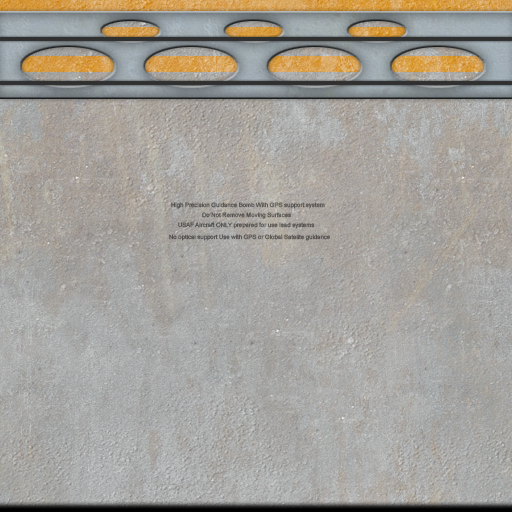 High Precision Guidance Bomb With GPS support system
Do Not Remove Moving Surfaces
USAF Aircraft ONLY prepared for use lead systems
No optical support Use with GPS or Global Satelite guidance